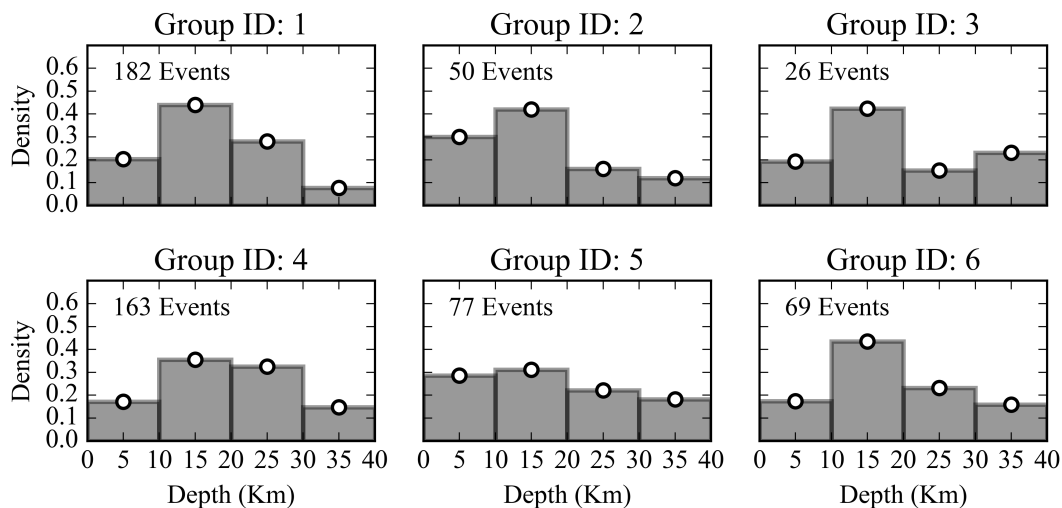 Group ID: 1
Group ID: 2
Group ID: 3
182 Events
50 Events
26 Events
Density
0.6
0.5
0.4
0.3
0.2
0.1
0.0
Group ID: 4
Group ID: 5
Group ID: 6
163 Events
77 Events
69 Events
Density
0.6
0.5
0.4
0.3
0.2
0.1
0.0
0 5 10 15 20 25 30 35 40
0 5 10 15 20 25 30 35 40
0 5 10 15 20 25 30 35 40
Depth (Km)
Depth (Km)
Depth (Km)